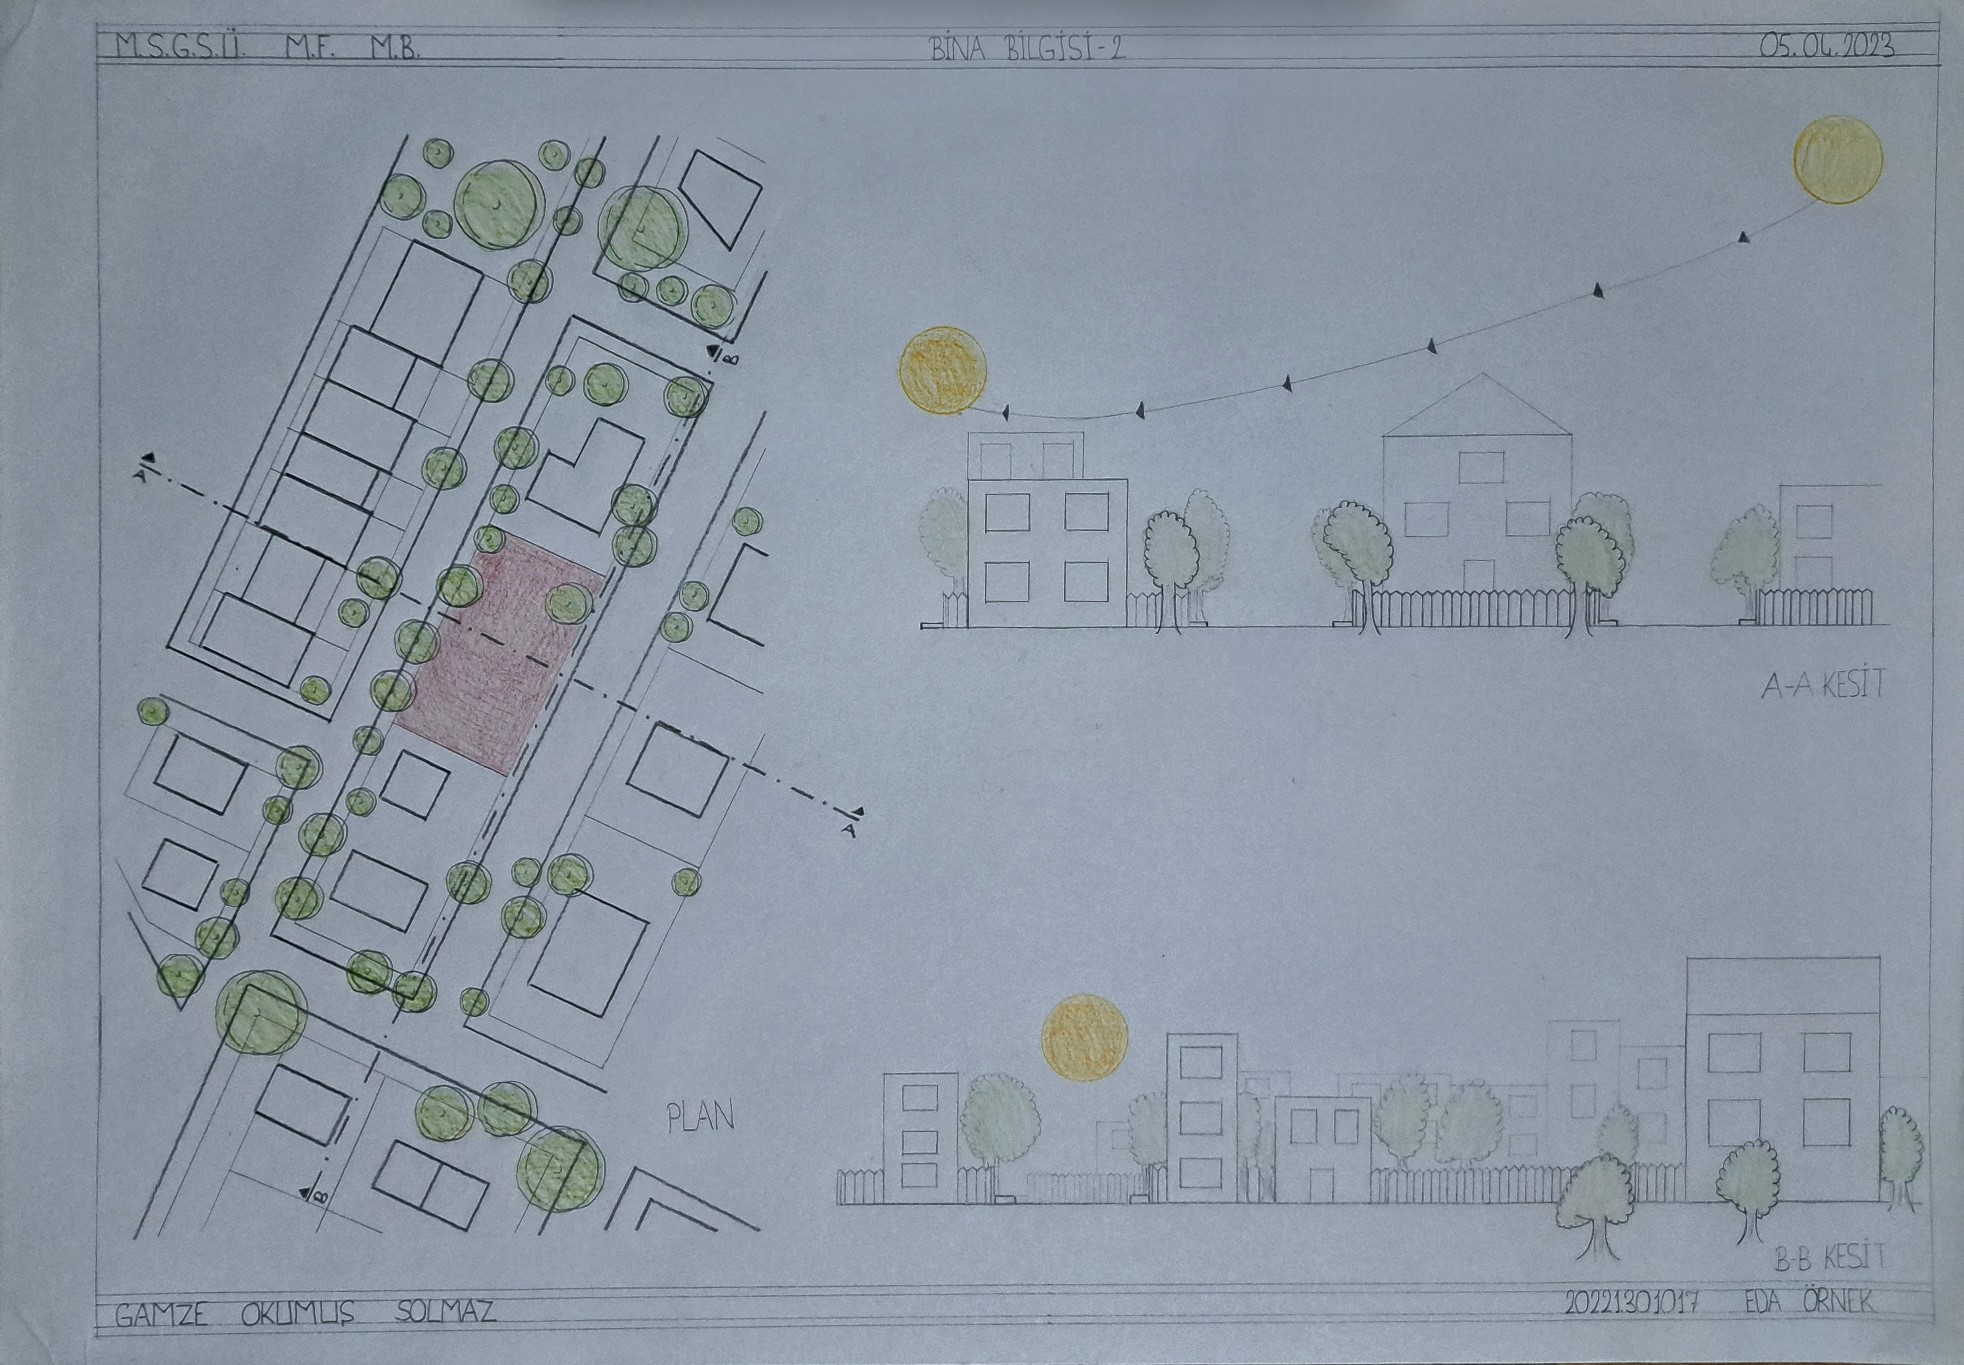 M.S.G.S.Ü. M.F. M.B. BİNA BİLGİSİ-2 05.04.2023
B
A
A
A-A KESİT
PLAN
B
B-B KESİT
GAMZE OKUMUŞ SOLMAZ 20221301017 EDA ÖRNEK